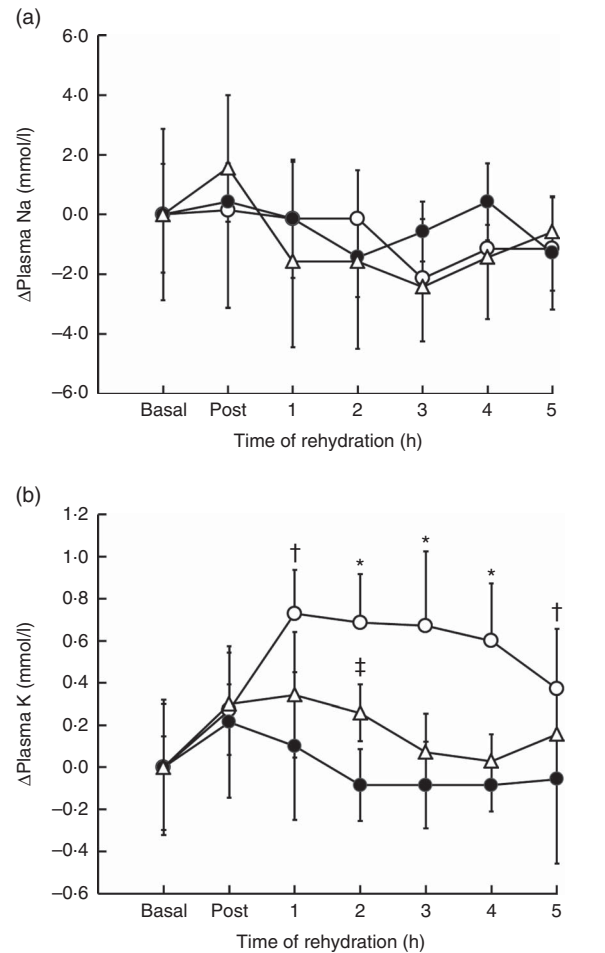 (a)
6·0
4·0
2·0
0·0
–2·0
–4·0
–6·0
ΔPlasma Na (mmol/l)
Basal Post 1 2 3 4 5
Time of rehydration (h)
(b)
1·2
1·0
0·8
0·6
0·4
0·2
0·0
–0·2
–0·4
–0·6
ΔPlasma K (mmol/l)
† * * * †
‡
Basal Post 1 2 3 4 5
Time of rehydration (h)